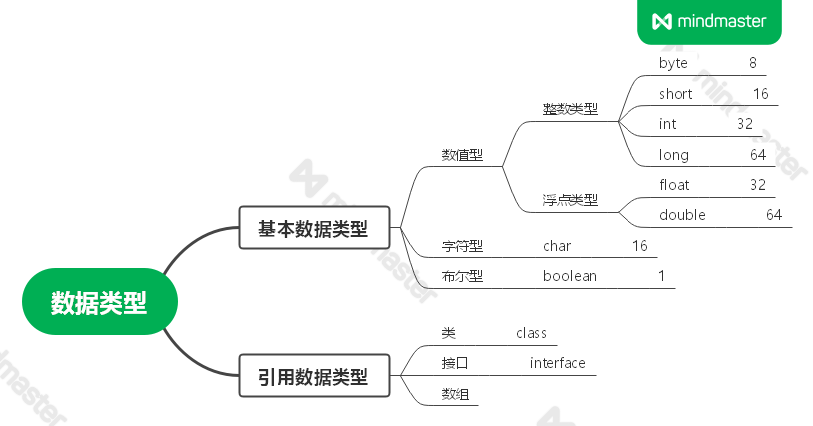 mindmaster
数据类型
基本数据类型
数值型
整数类型
byte 8
short 16
int 32
long 64
浮点类型
float 32
double 64
字符型 char 16
布尔型 boolean 1
引用数据类型
类 class
接口 interface
数组
mindmaster
mindmaster
mindmaster